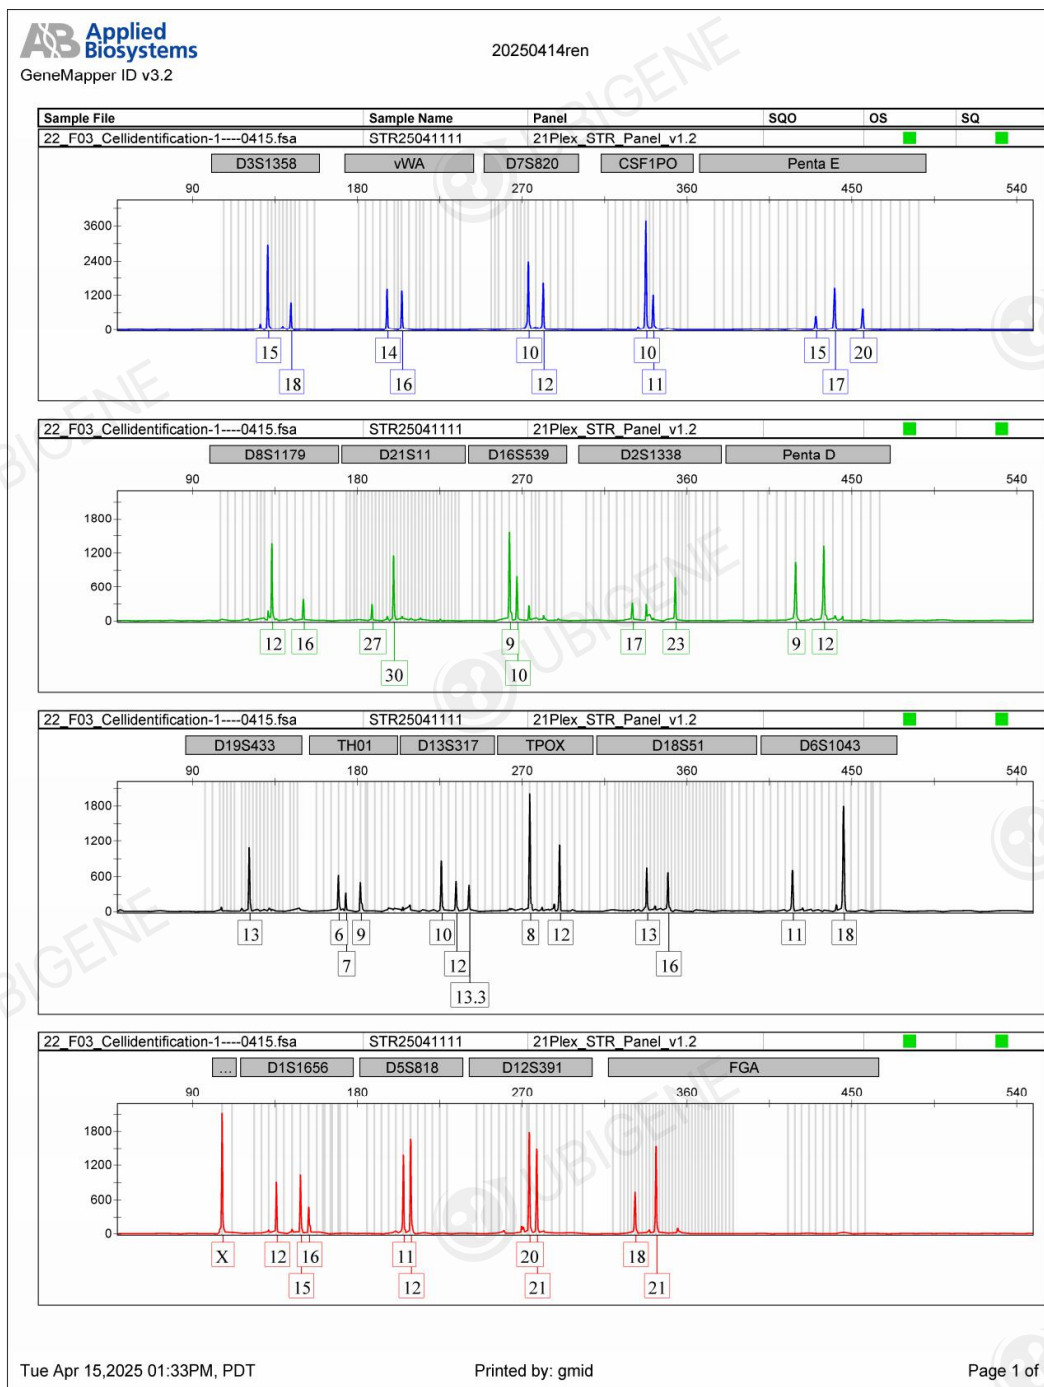 AB Applied
Biosystems
GeneMapper ID v3.2
20250414ren
Sample File Sample Name Panel SQO OS SQ
22_F03_Cellidentification-1----0415.fsa STR25041111 21Plex_STR_Panel_v1.2
D3S1358 vWA D7S820 CSF1PO Penta E
90 180 270 360 450 540
3600
2400
1200
0
15 14 10 10 15 20
18 16 12 11 17
22_F03_Cellidentification-1----0415.fsa STR25041111 21Plex_STR_Panel_v1.2
D8S1179 D21S11 D16S539 D2S1338 Penta D
90 180 270 360 450 540
1800
1200
600
0
12 16 27 9 17 23 9 12
30 10
22_F03_Cellidentification-1----0415.fsa STR25041111 21Plex_STR_Panel_v1.2
D19S433 TH01 D13S317 TPOX D18S51 D6S1043
90 180 270 360 450 540
1800
1200
600
0
13 6 9 10 8 12 13 11 18
7 12 16
13.3
22_F03_Cellidentification-1----0415.fsa STR25041111 21Plex_STR_Panel_v1.2
... D1S1656 D5S818 D12S391 FGA
90 180 270 360 450 540
1800
1200
600
0
X 12 16 11 20 18
15 12 21 21
Tue Apr 15,2025 01:33PM, PDT Printed by: gmid Page 1 of
UBIGENE
UBIGENE
UBIGENE
UBIGENE
UBIGENE